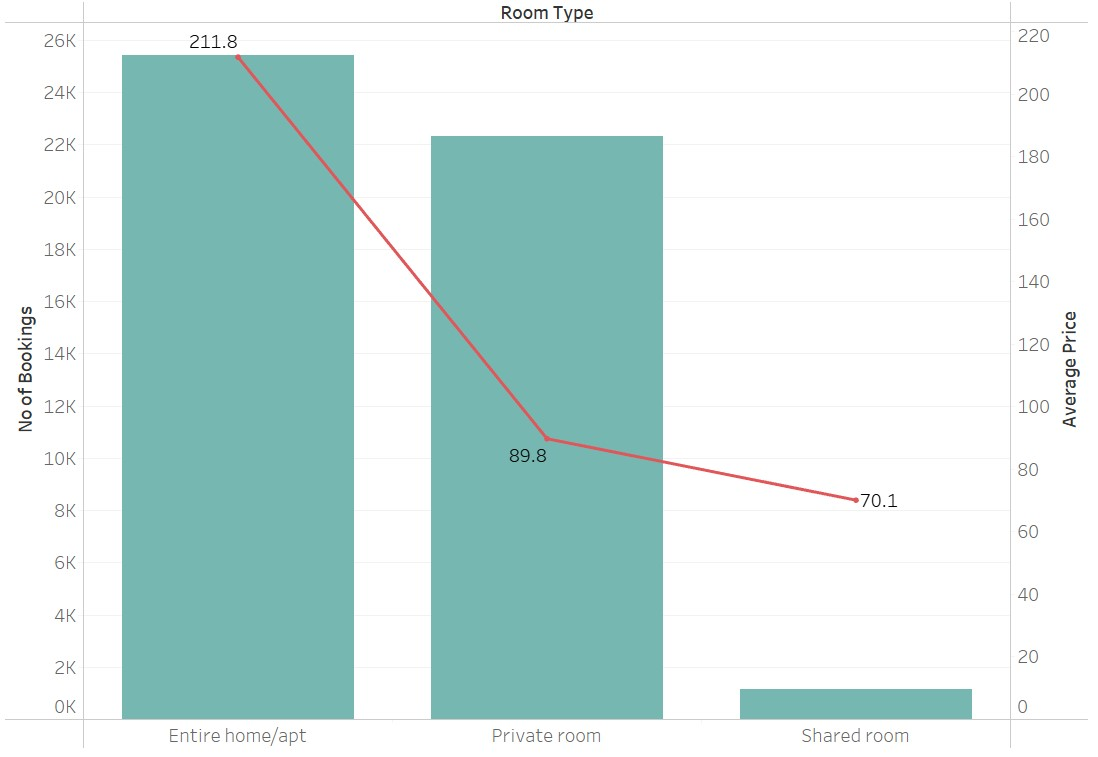 Room Type
26K
24K
22K
20K
18K
16K
14K
12K
10K
8K
6K
4K
2K
0K
No of Bookings
211.8
89.8
70.1
220
200
180
160
140
120
100
80
60
40
20
0
Average Price
Entire home/apt
Private room
Shared room